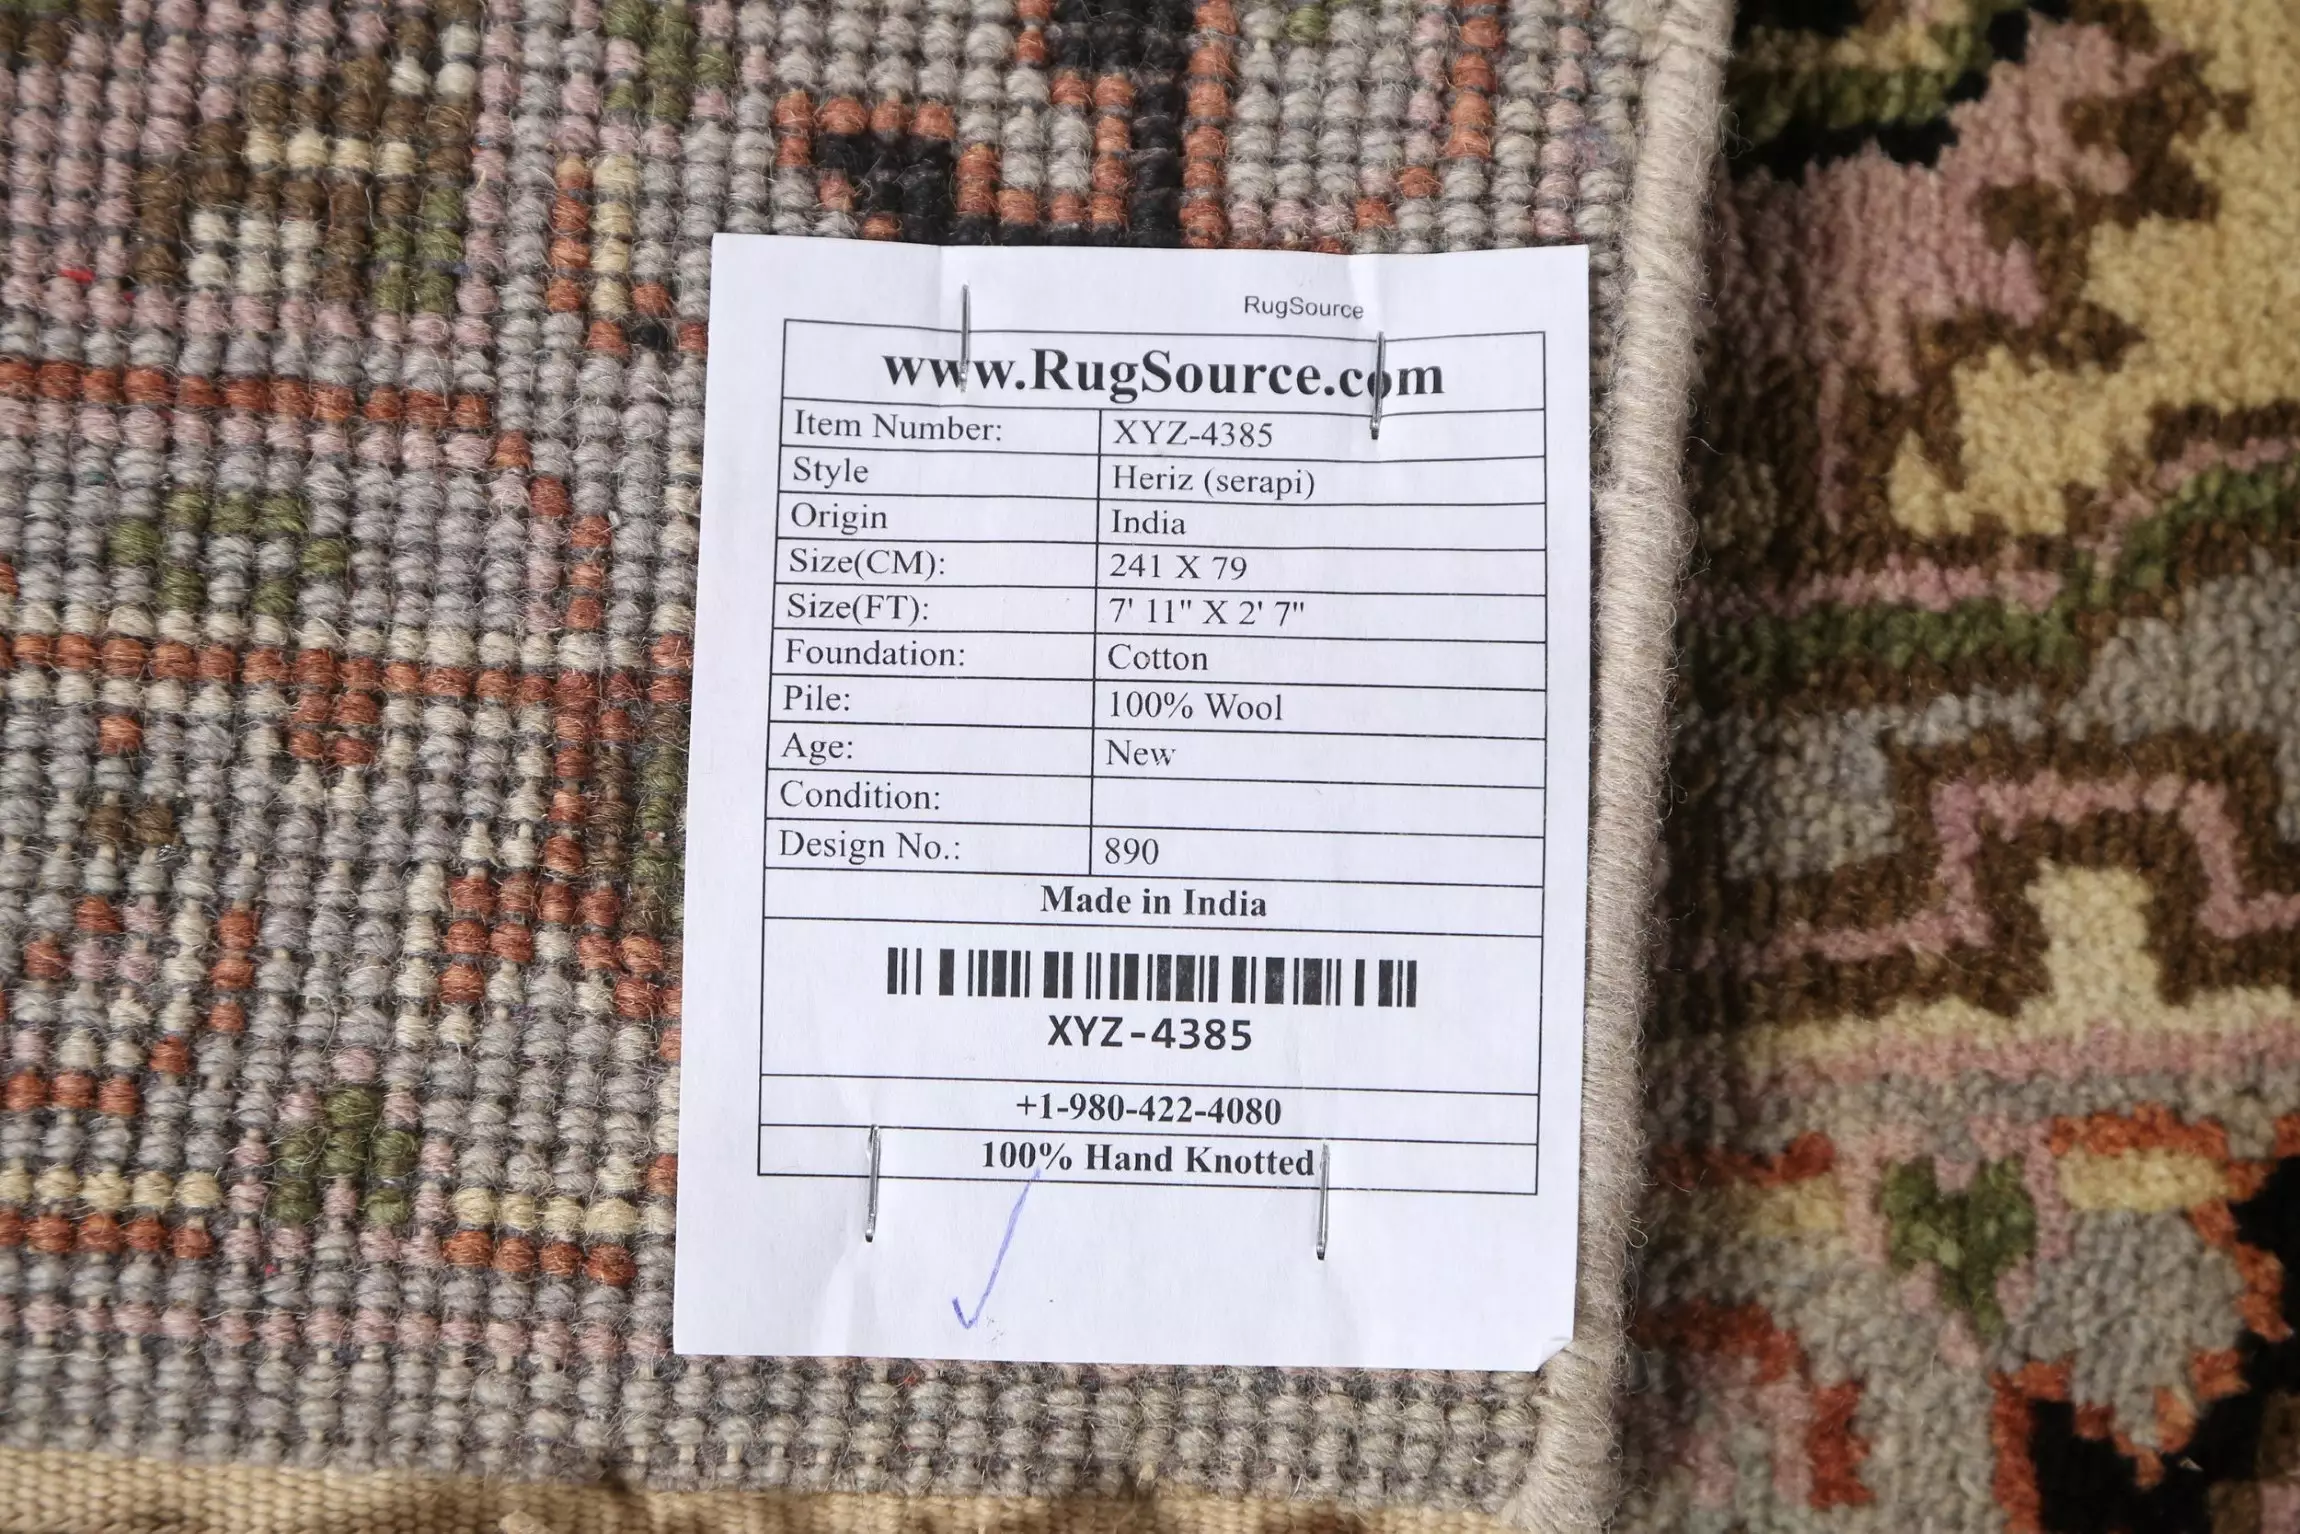 RugSource
www.RugSource.com
Item Number: XYZ-4385
Style Heriz (serapi)
Origin India
Size(CM): 241 X 79
Size(FT): 7' 11" X 2' 7"
Foundation: Cotton
Pile: 100% Wool
Age: New
Condition:
Design No.: 890
Made in India
XYZ-4385
+1-980-422-4080
100% Hand Knotted